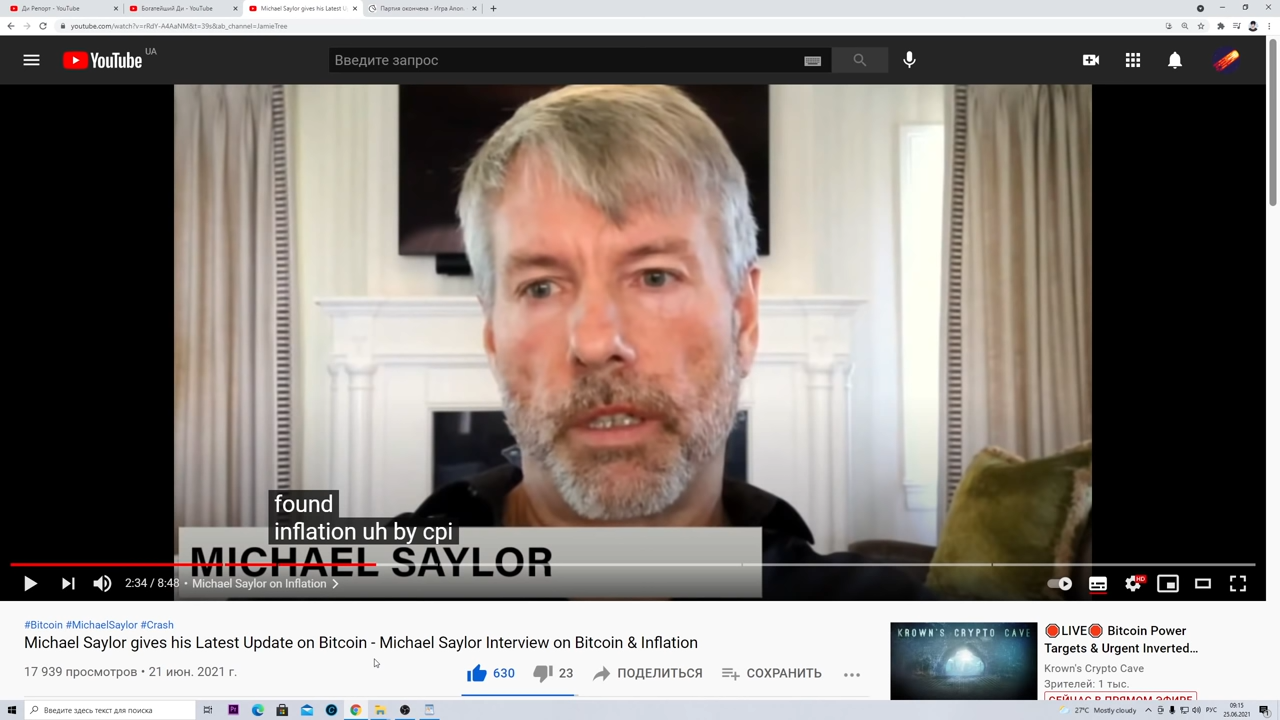 Ди Репорт - YouTube
Богатейший Ди - YouTube
Michael Saylor gives his Latest U
Партия окончена - Игра Апок
youtube.com/watch?v=rRdY-A4AaNM&t=39s&ab_channel=JamieTree
YouTube UA
Введите запрос
found
inflation uh by cpi
MICHAEL SAYLOR
2:34 / 8:48 • Michael Saylor on Inflation
HD
#Bitcoin #MichaelSaylor #Crash
Michael Saylor gives his Latest Update on Bitcoin - Michael Saylor Interview on Bitcoin & Inflation
17 939 просмотров • 21 июн. 2021 г.
630
23
ПОДЕЛИТЬСЯ
СОХРАНИТЬ
KROWN'S CRYPTO CAVE
LIVE Bitcoin Power
Targets & Urgent Inverted...
Krown's Crypto Cave
Зрителей: 1 тыс.
СЕЙЧАС В ПРЯМОМ ЭФИРЕ
Введите здесь текст для поиска
27°C Mostly cloudy
РУС
09:15
25.06.2021